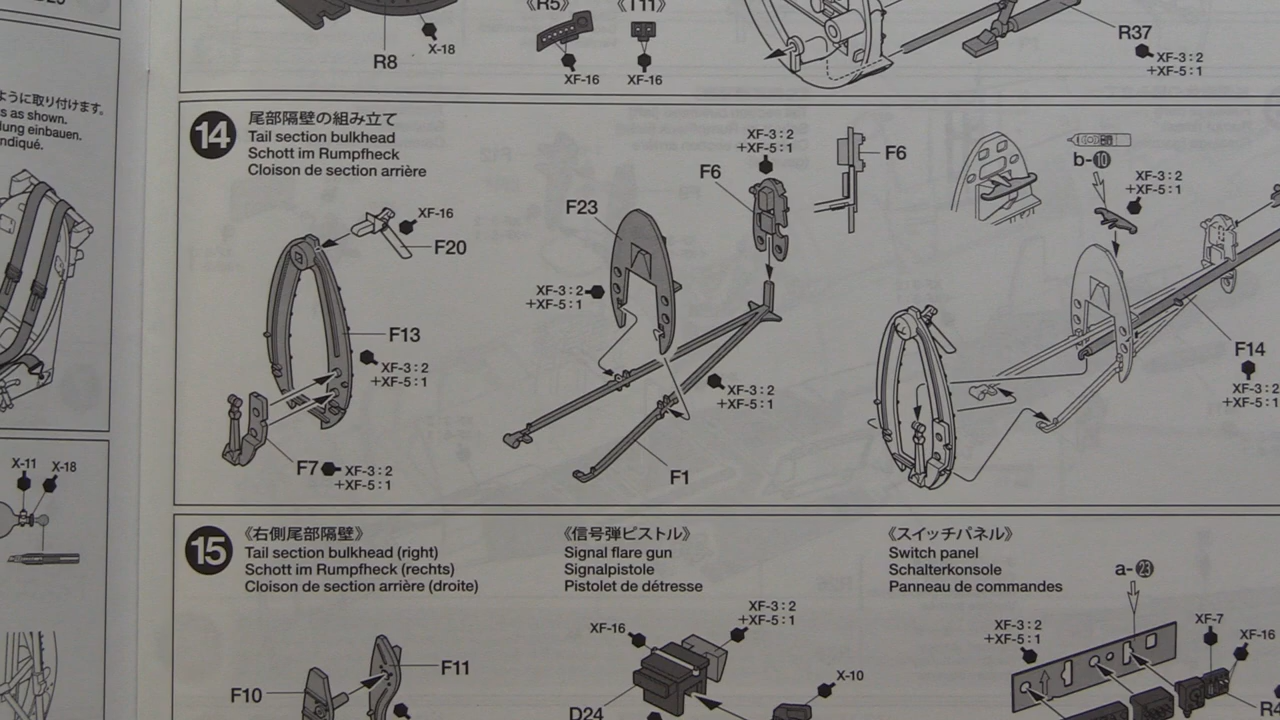 《R5》
《T11》
R8
X-18
XF-16
XF-16
R37
XF-3:2
+XF-5:1
ように取り付けます。
s as shown.
lung einbauen.
ndiqué.
14
尾部隔壁の組み立て
Tail section bulkhead
Schott im Rumpfheck
Cloison de section arrière
XF-16
F20
F13
XF-3:2
+XF-5:1
F7
XF-3:2
+XF-5:1
F23
XF-3:2
+XF-5:1
XF-3:2
+XF-5:1
F6
F6
XF-3:2
+XF-5:1
F1
b-10
XF-3:2
+XF-5:1
F14
XF-3:2
+XF-5:1
X-11
X-18
15
《右側尾部隔壁》
Tail section bulkhead (right)
Schott im Rumpfheck (rechts)
Cloison de section arrière (droite)
F10
F11
《信号弾ピストル》
Signal flare gun
Signalpistole
Pistolet de détresse
XF-16
XF-3:2
+XF-5:1
D24
X-10
《スイッチパネル》
Switch panel
Schalterkonsole
Panneau de commandes
a-23
XF-3:2
+XF-5:1
XF-7
XF-16